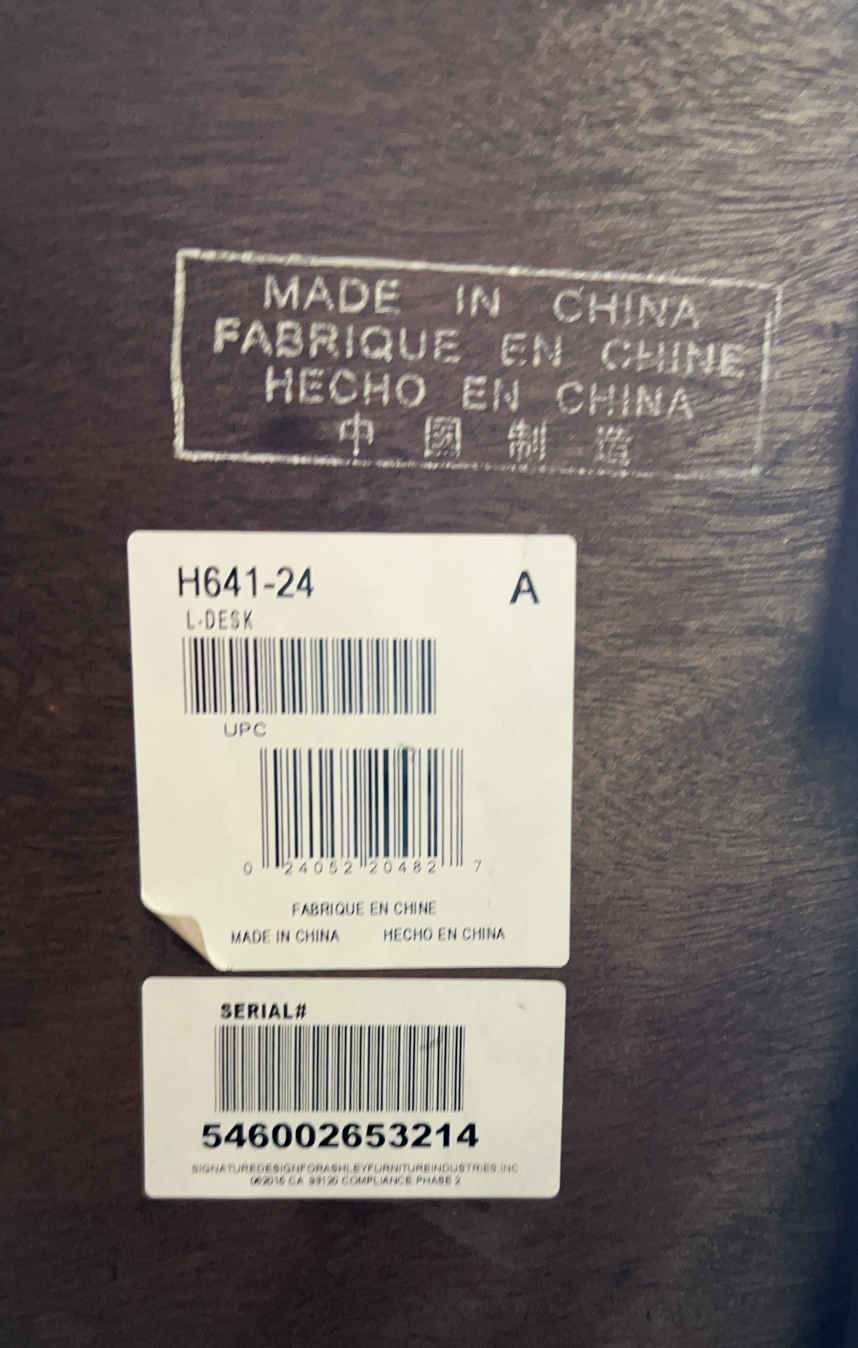 MADE IN CHINA
FABRIQUE EN CHINE
HECHO EN CHINA
中國制造
H641-24 A
L-DESK
UPC
0 24052 20482 7
FABRIQUE EN CHINE
MADE IN CHINA HECHO EN CHINA
SERIAL#
546002653214
SIGNATUREDESIGNFORASHLEYFURNITUREINDUSTRIES,INC
062015 CA 93120 COMPLIANCE PHASE 2